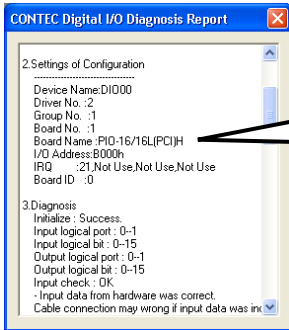 CONTEC Digital I/O Diagnosis Report
2.Settings of Configuration
---------------------------------
Device Name:DIO00
Driver No. :2
Group No. :1
Board No. :1
Board Name :PIO-16/16L(PCI)H
I/O Address:B000h
IRQ :21,Not Use,Not Use,Not Use
Board ID :0
3.Diagnosis
Initialize : Success.
Input logical port : 0--1
Input logical bit : 0--15
Output logical port : 0--1
Output logical bit : 0--15
Input check : OK
- Input data from hardware was correct.
Cable connection may wrong if input data was